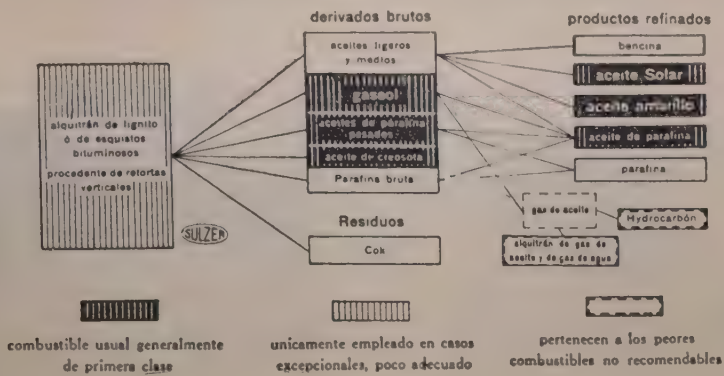 derivados brutos
productos refinados
alquitrán de lignito
ó de esquistos
bituminosos
procedente de retortas
verticales
SULZER
aceites ligeros
y medios
gaseol
aceites de parafina
pesados
aceite de creosota
Parafina bruta
Residuos
Cok
bencina
aceite Solar
aceite amarillo
aceite de parafina
parafina
gas de aceite
Hydrocarbón
alquitrán de gas de
aceite y de gas de agua
combustible usual generalmente
de primera clase
unicamente empleado en casos
excepcionales, poco adecuado
pertenecen a los peores
combustibles no recomendables